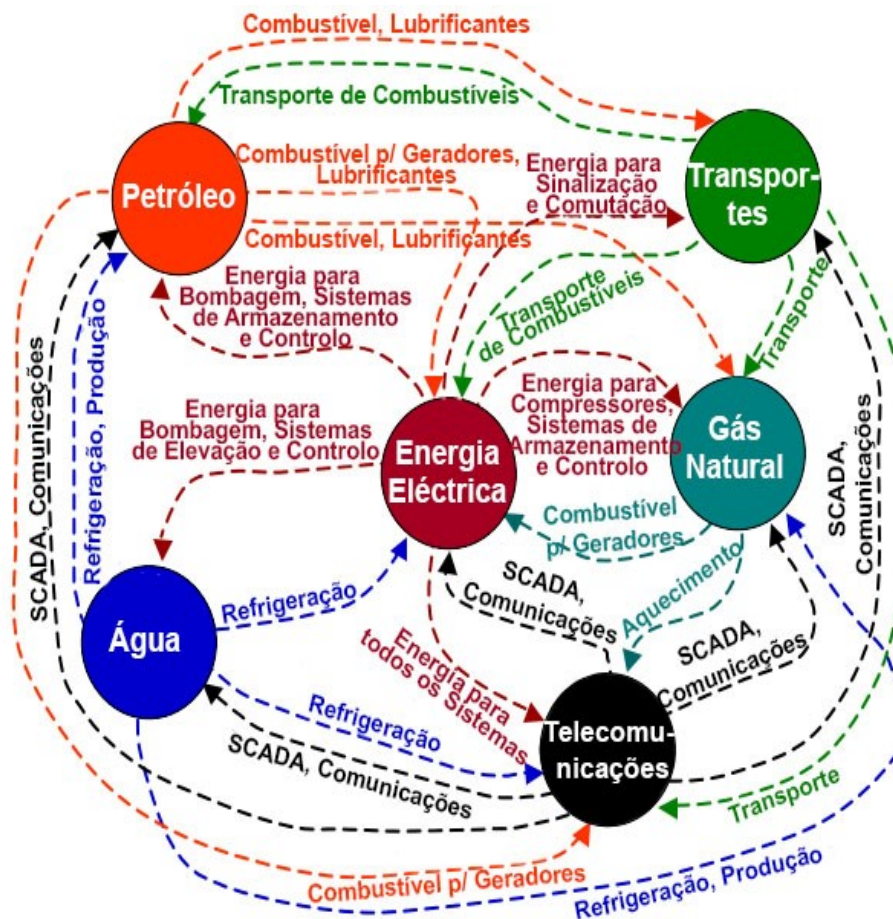 Combustível, Lubrificantes
Transporte de Combustíveis
Combustível p/ Geradores,
Lubrificantes
Energia para
Sinalização
e Comutação
Transpor-
tes
Petróleo
Combustível, Lubrificantes
Energia para
Bombagem, Sistemas
de Armazenamento
e Controlo
Transporte
de Combustíveis
Transporte
SCADA, Comunicações
Refrigeração, Produção
Energia para
Bombagem, Sistemas
de Elevação e Controlo
Energia
Eléctrica
Energia para
Compressores,
Sistemas de
Armazenamento
e Controlo
Gás
Natural
SCADA,
Comunicações
Combustível
p/ Geradores
Aquecimento
SCADA,
Comunicações
SCADA,
Comunicações
Refrigeração
Água
Energia para
todos os Sistemas
Refrigeração
SCADA, Comunicações
Telecomu-
nicações
Transporte
Combustível p/ Geradores
Refrigeração, Produção